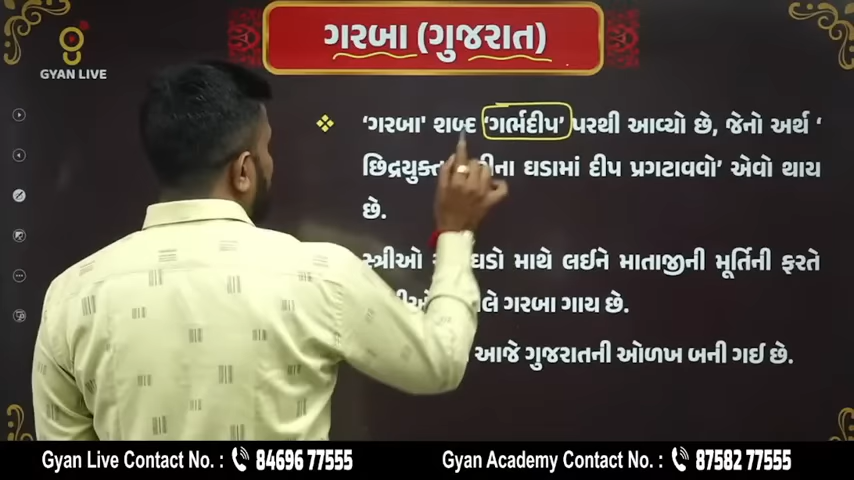 ગરબા (ગુજરાત)
GYAN LIVE
'ગરબા' શબ્દ 'ગર્ભદીપ' પરથી આવ્યો છે, જેનો અર્થ '
છિદ્રયુક્ત ઘડામાં દીપ પ્રગટાવવો' એવો થાય
છે.
સ્ત્રીઓ ઘડો માથે લઈને માતાજીની મૂર્તિની ફરતે
ગરબા ગાય છે.
આજે ગુજરાતની ઓળખ બની ગઈ છે.
Gyan Live Contact No. : 84696 77555 Gyan Academy Contact No. : 87582 77555